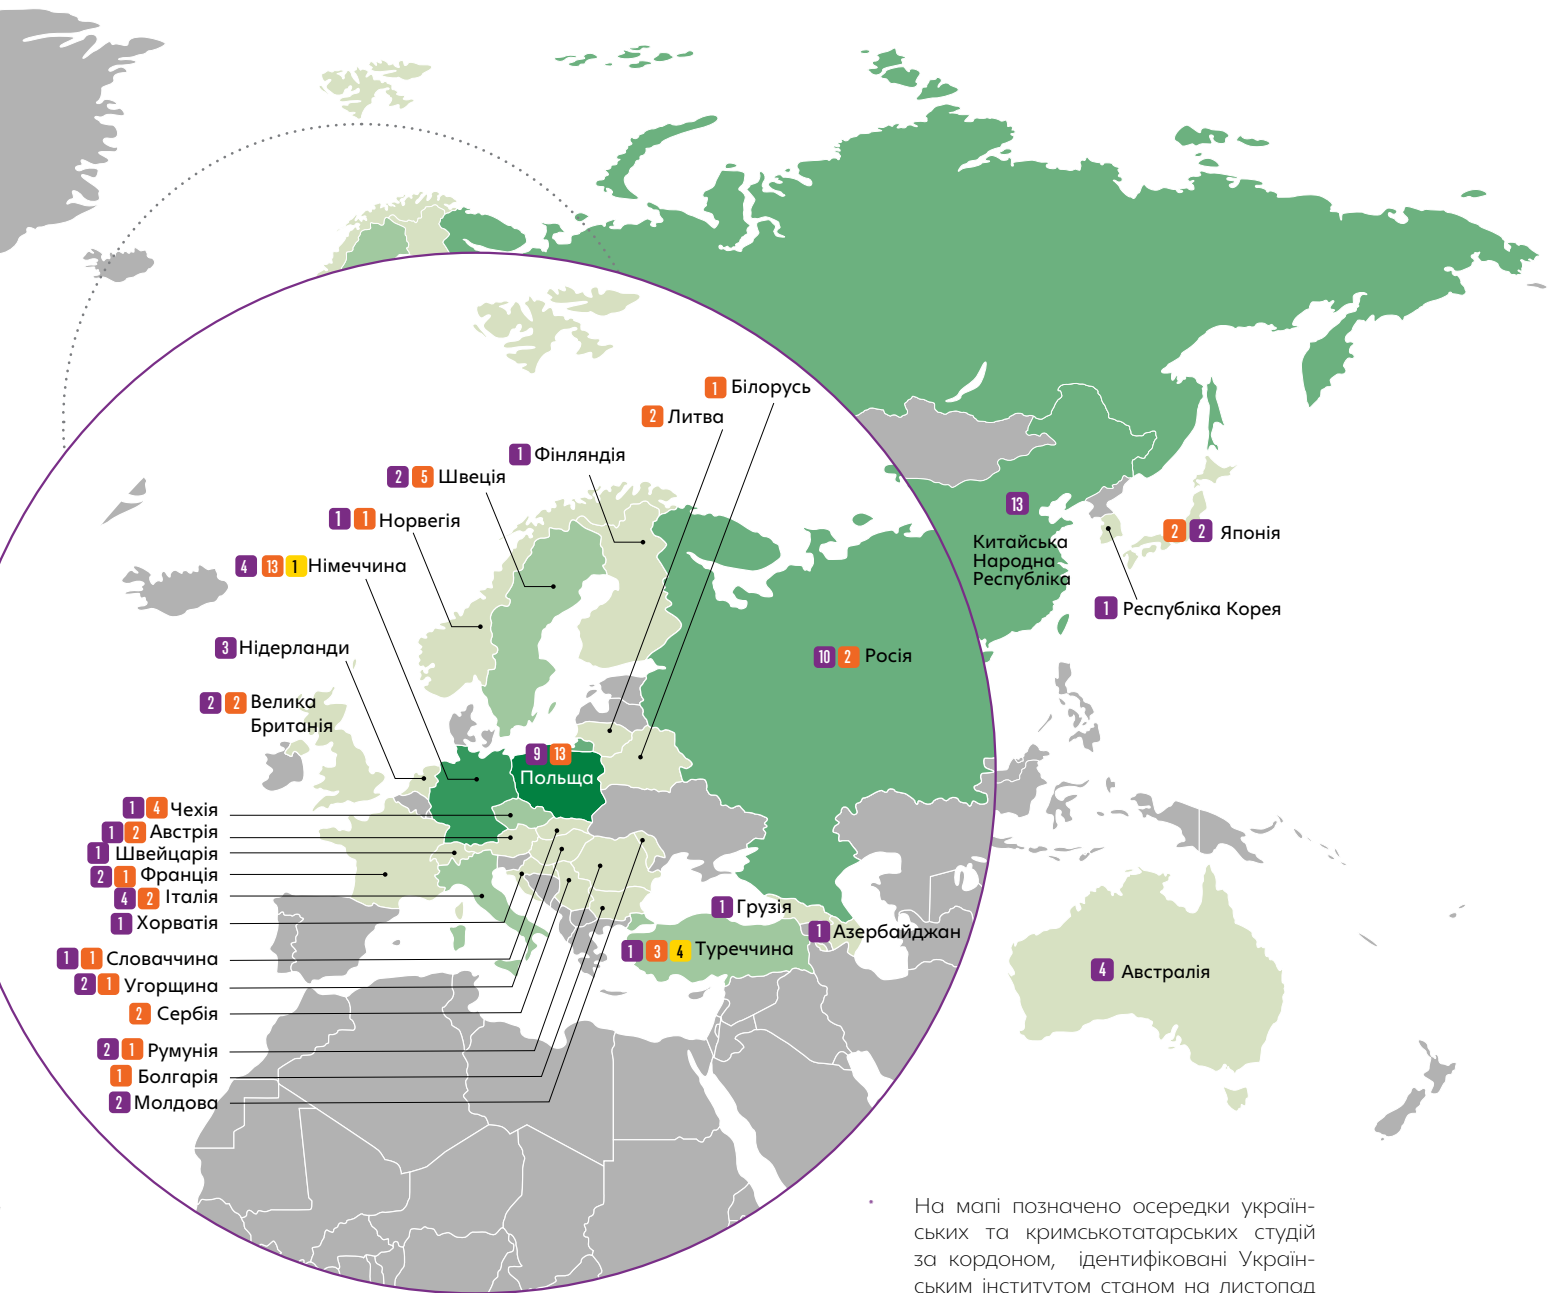 1 Білорусь
2 Литва
1 Фінляндія
2 5 Швеція
1 1 Норвегія
4 13 1 Німеччина
3 Нідерланди
2 2 Велика
Британія
13
Китайська
Народна
Республіка
2 2 Японія
1 Республіка Корея
10 2 Росія
9 13
Польща
1 4 Чехія
1 2 Австрія
1 Швейцарія
2 1 Франція
4 2 Італія
1 Хорватія
1 1 Словаччина
2 1 Угорщина
2 Сербія
2 1 Румунія
1 Болгарія
2 Молдова
1 Грузія
1 Азербайджан
1 3 4 Туреччина
4 Австралія
• На мапі позначено осередки україн-
ських та кримськотатарських студій
за кордоном, ідентифіковані Україн-
ським інститутом станом на листопад